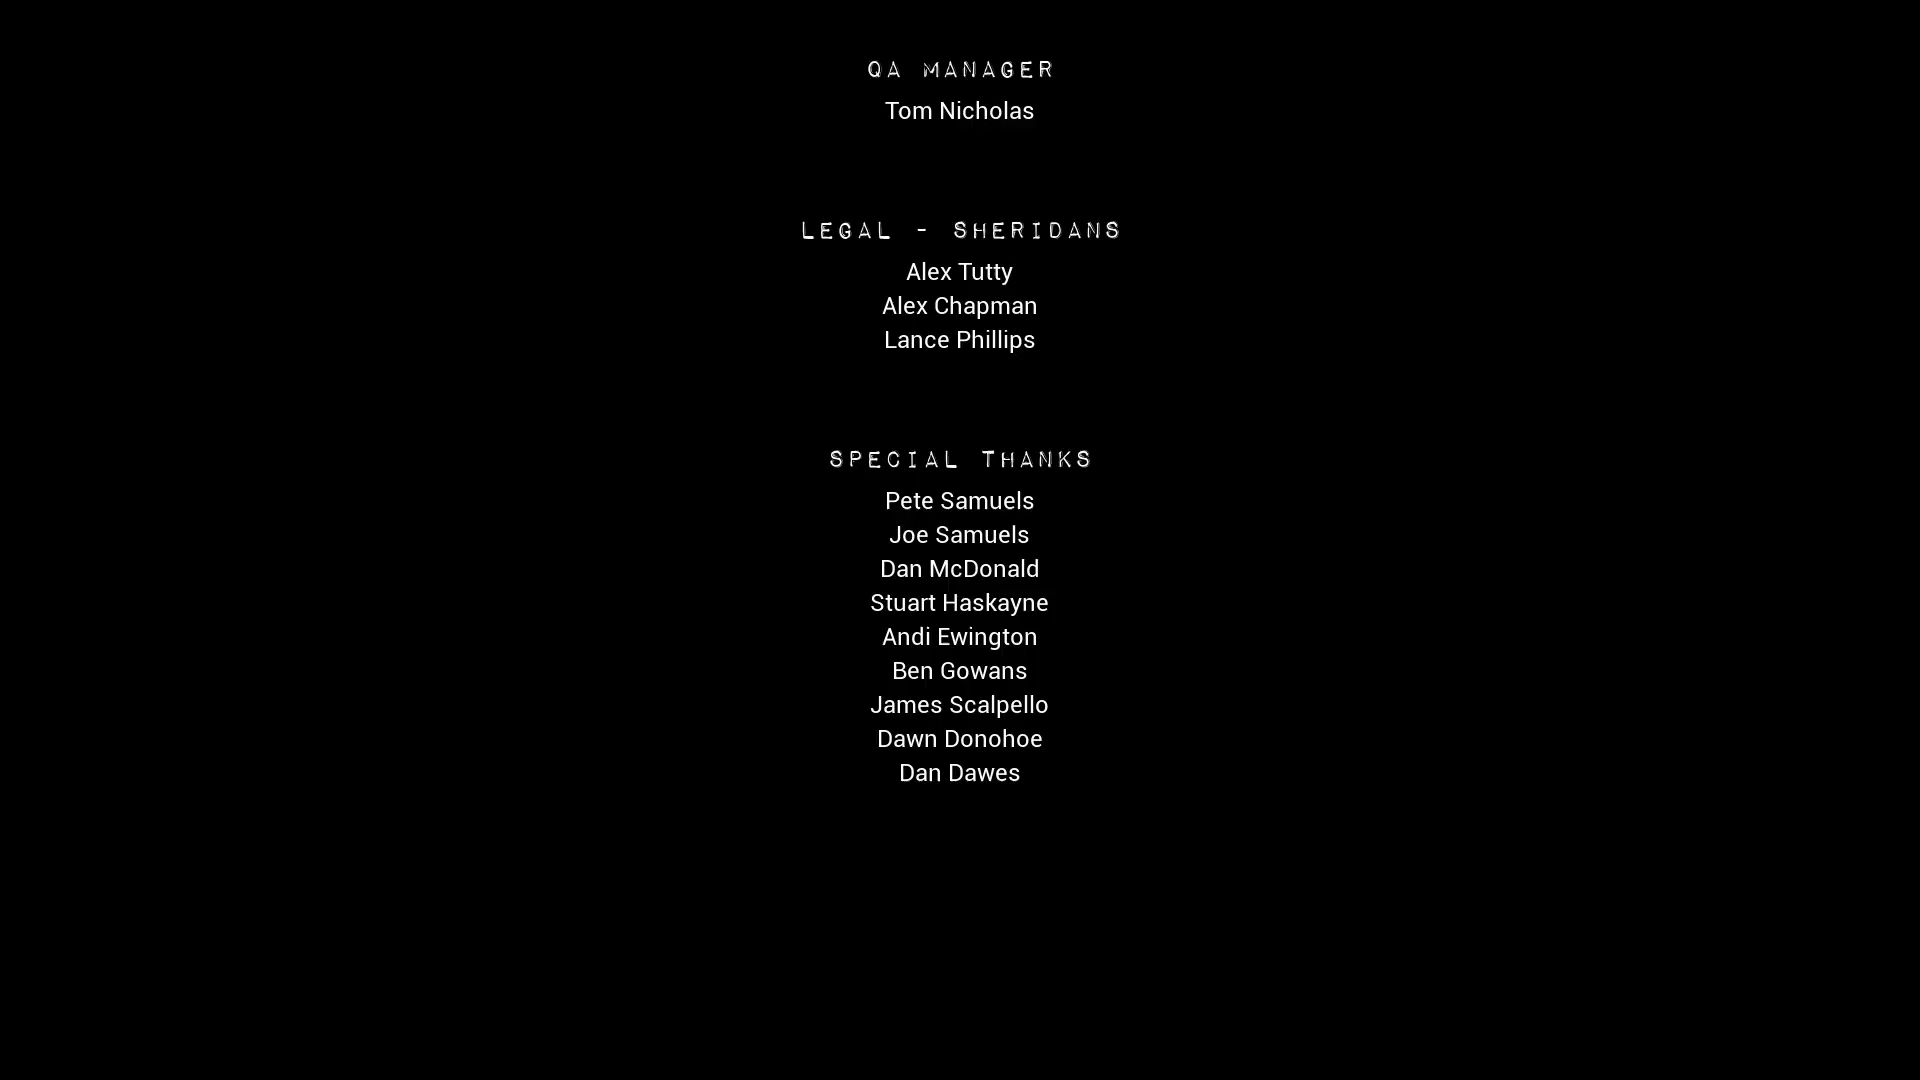 QA MANAGER
Tom Nicholas
LEGAL - SHERIDANS
Alex Tutty
Alex Chapman
Lance Phillips
SPECIAL THANKS
Pete Samuels
Joe Samuels
Dan McDonald
Stuart Haskayne
Andi Ewington
Ben Gowans
James Scalpello
Dawn Donohoe
Dan Dawes